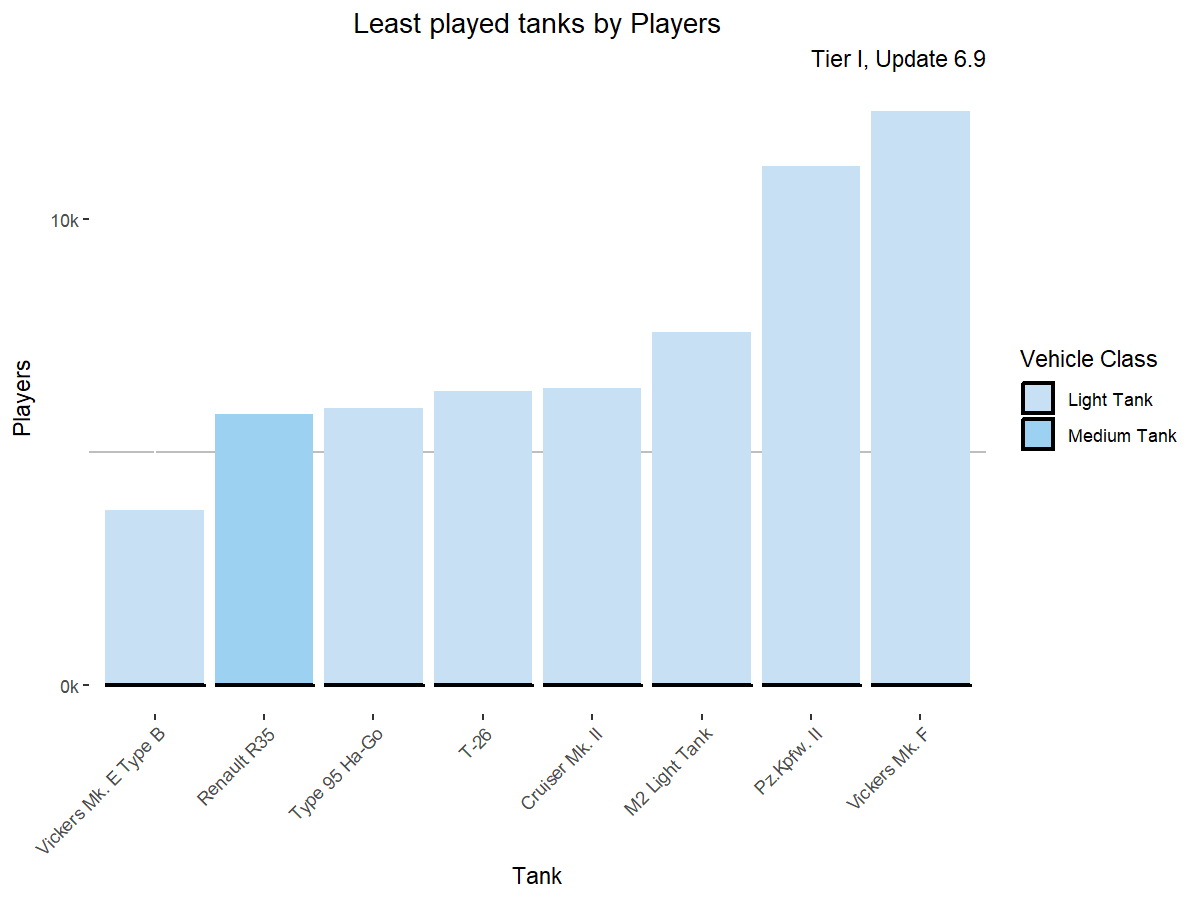 Least played tanks by Players
Tier I, Update 6.9
Players
10k
0k
Vickers Mk. E Type B
Renault R35
Type 95 Ha-Go
T-26
Cruiser Mk. II
M2 Light Tank
Pz.Kpfw. II
Vickers Mk. F
Tank
Vehicle Class
Light Tank
Medium Tank